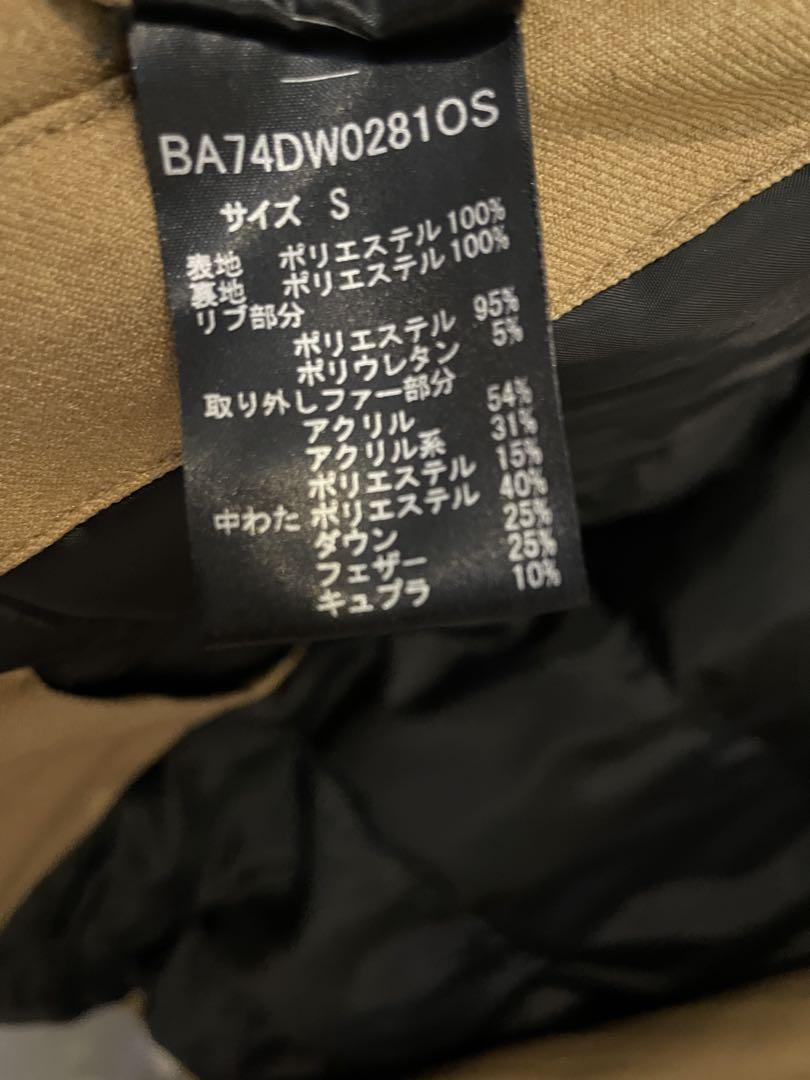 BA74DW0281OS
サイズ S
表地 ポリエステル 100%
裏地 ポリエステル 100%
リブ部分
ポリエステル 95%
ポリウレタン 5%
取り外しファー部分
アクリル 54%
アクリル系 31%
ポリエステル 15%
中わた ポリエステル 40%
ダウン 25%
フェザー 25%
キュプラ 10%